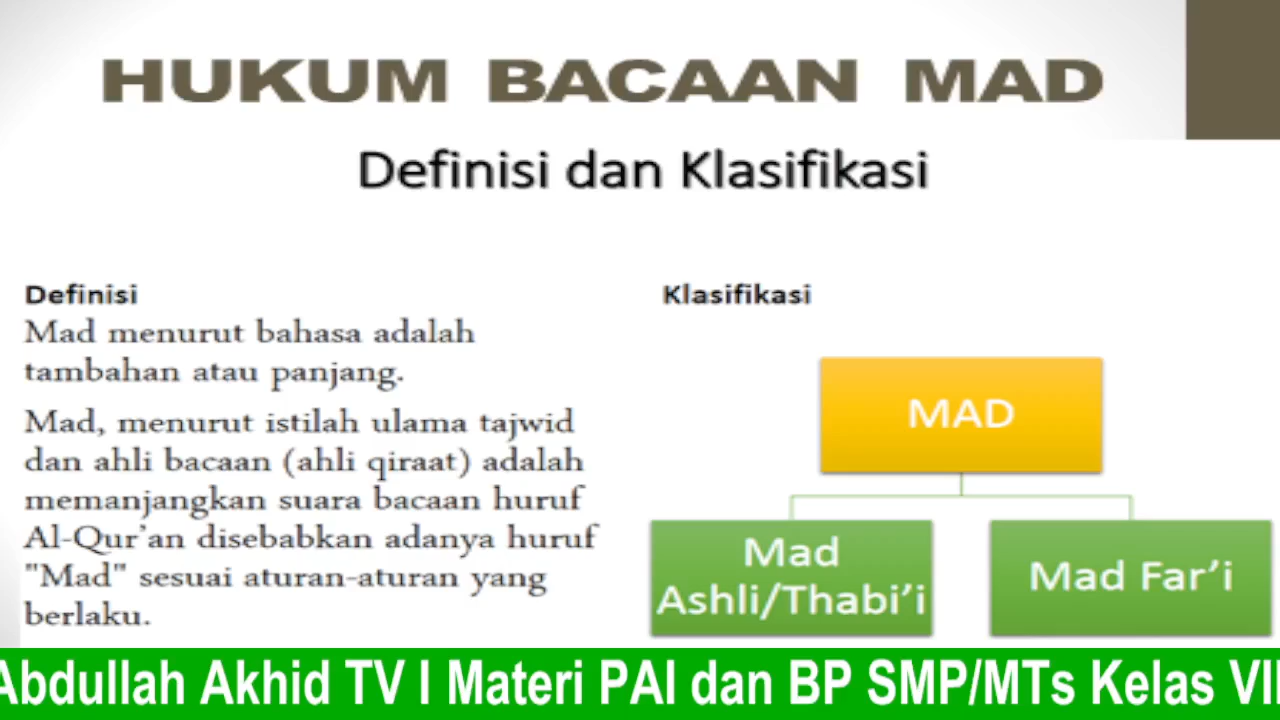 HUKUM BACAAN MAD
Definisi dan Klasifikasi
Definisi
Mad menurut bahasa adalah
tambahan atau panjang.
Mad, menurut istilah ulama tajwid
dan ahli bacaan (ahli qiraat) adalah
memanjangkan suara bacaan huruf
Al-Qur’an disebabkan adanya huruf
"Mad" sesuai aturan-aturan yang
berlaku.
Klasifikasi
MAD
Mad
Ashli/Thabi’i
Mad Far’i
Abdullah Akhid TV I Materi PAI dan BP SMP/MTs Kelas